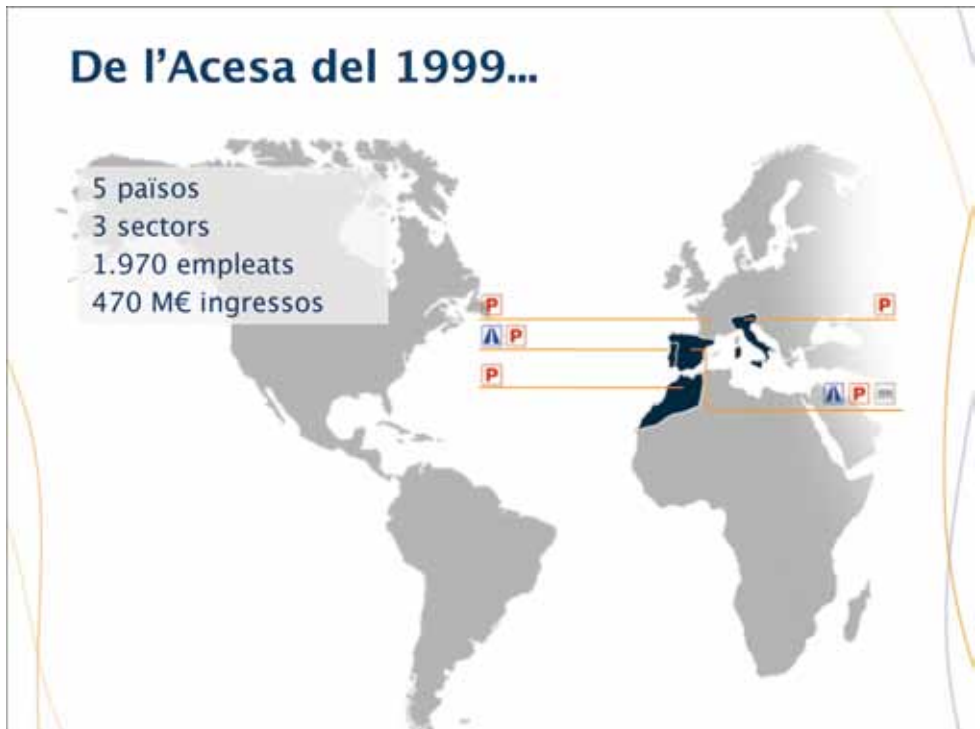 De l'Acesa del 1999...
5 països
3 sectors
1.970 empleats
470 M€ ingressos
P
P
P
P
P